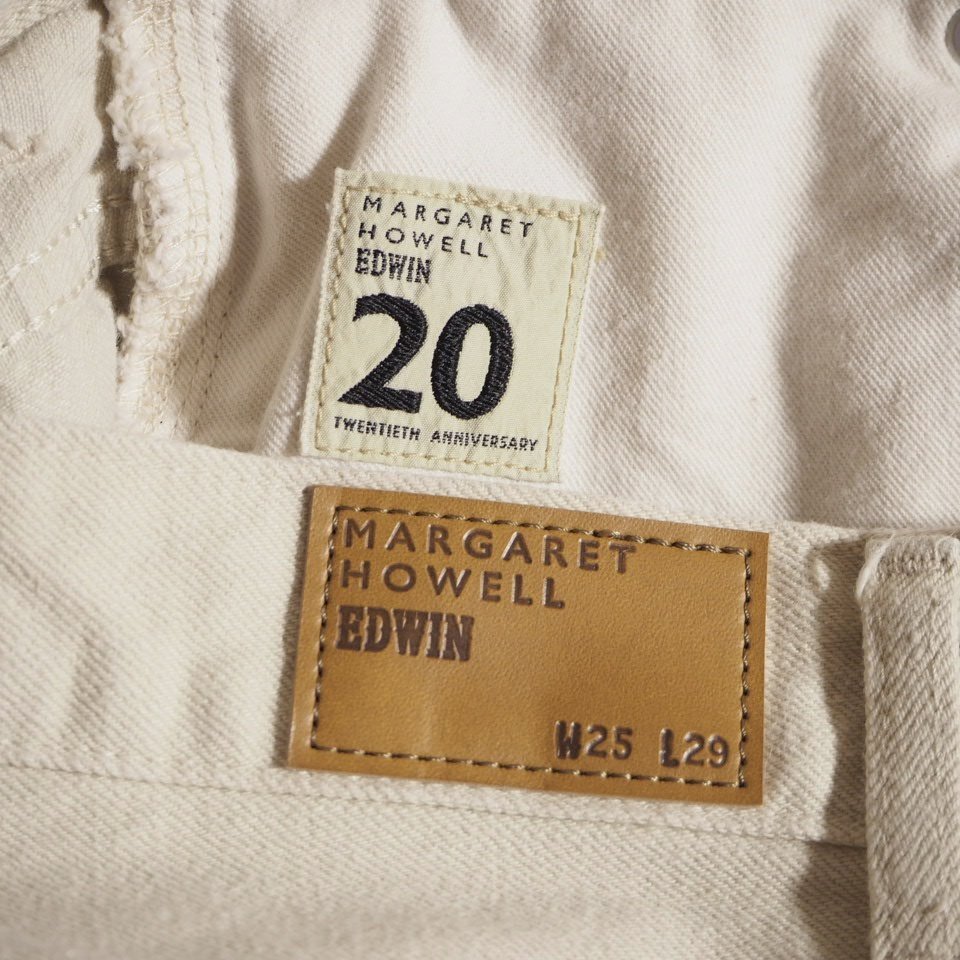 MARGARET
HOWELL
EDWIN
20
TWENTIETH ANNIVERSARY
MARGARET
HOWELL
EDWIN
W25 L29